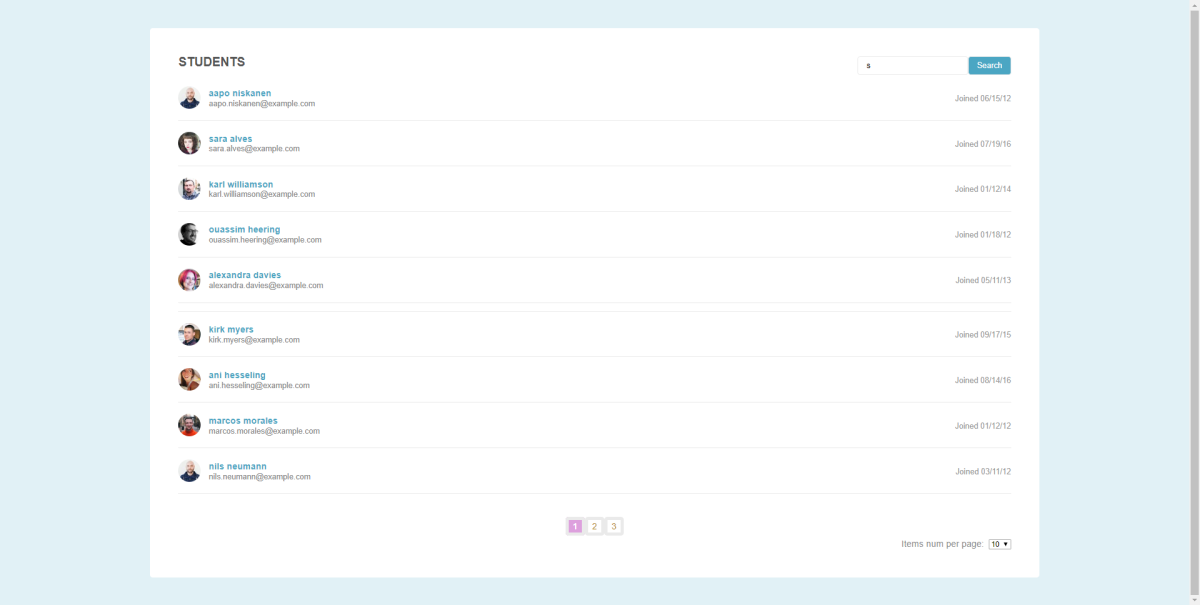 STUDENTS
s
Search
aapo niskanen
aapo.niskanen@example.com
Joined 06/15/12
sara alves
sara.alves@example.com
Joined 07/19/16
karl williamson
karl.williamson@example.com
Joined 01/12/14
ouassim heering
ouassim.heering@example.com
Joined 01/18/12
alexandra davies
alexandra.davies@example.com
Joined 05/11/13
kirk myers
kirk.myers@example.com
Joined 09/17/15
ani hesseling
ani.hesseling@example.com
Joined 08/14/16
marcos morales
marcos.morales@example.com
Joined 01/12/12
nils neumann
nils.neumann@example.com
Joined 03/11/12
1 2 3
Items num per page: 10